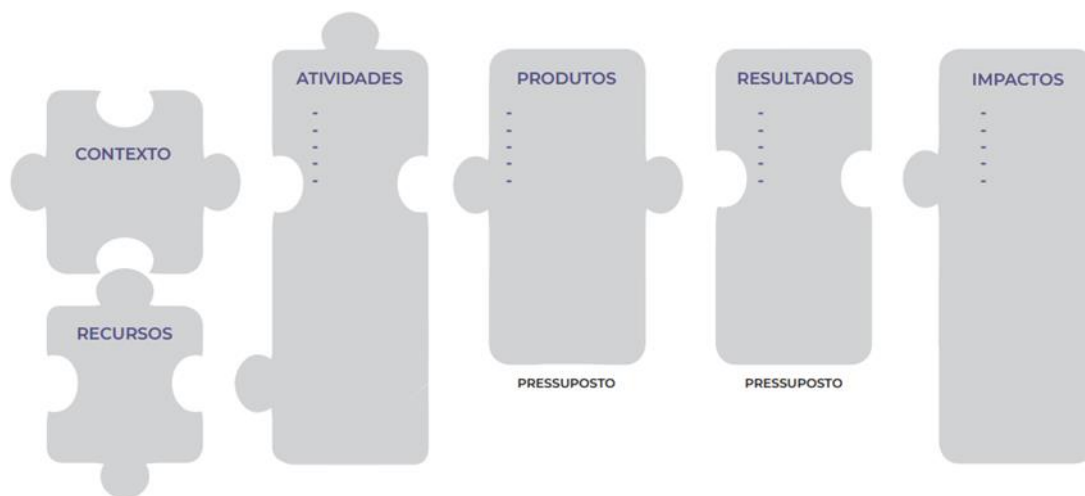 CONTEXTO
RECURSOS
ATIVIDADES
-
-
-
-
-
PRODUTOS
-
-
-
-
-
PRESSUPOSTO
RESULTADOS
-
-
-
-
-
PRESSUPOSTO
IMPACTOS
-
-
-
-
-